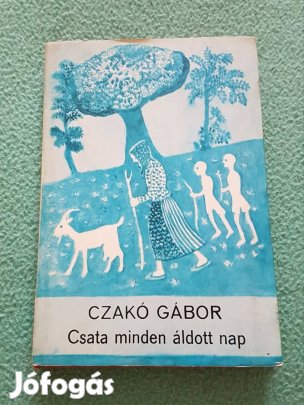 CZAKÓ GÁBOR
Csata minden áldott nap
Jófogás